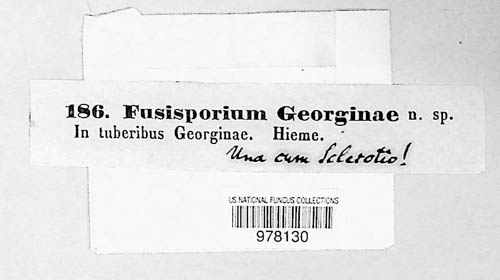 186. Fusisporium Georginae n. sp.
In tuberibus Georginae. Hieme.
Una cum Sclerotio!
US NATIONAL FUNGUS COLLECTIONS
978130